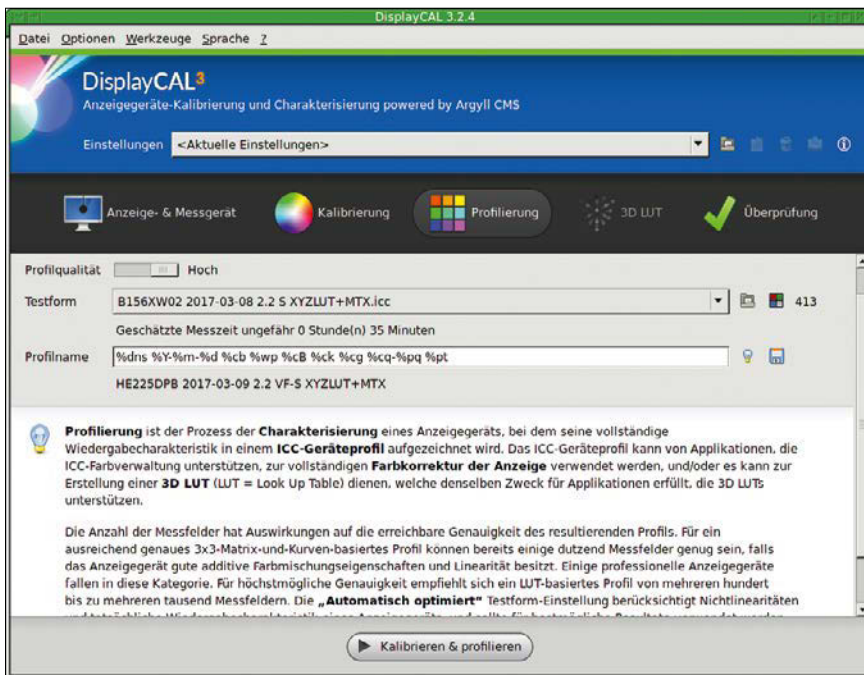 DisplayCAL 3.2.4
Datei Optionen Werkzeuge Sprache ?
DisplayCAL3
Anzeigegeräte-Kalibrierung und Charakterisierung powered by Argyll CMS
Einstellungen <Aktuelle Einstellungen>
Anzeige- & Messgerät Kalibrierung Profilierung 3D LUT Überprüfung
Profilqualität Hoch
Testform B156XW02 2017-03-08 2.2 S XYZLUT+MTX.icc 413
Geschätzte Messzeit ungefähr 0 Stunde(n) 35 Minuten
Profilname %dns %Y-%m-%d %cb %wp %cB %ck %cg %cq-%pq %pt
HE225DPB 2017-03-09 2.2 VF-S XYZLUT+MTX
Profilierung ist der Prozess der Charakterisierung eines Anzeigegeräts, bei dem seine vollständige
Wiedergabecharakteristik in einem ICC-Geräteprofil aufgezeichnet wird. Das ICC-Geräteprofil kann von Applikationen, die
ICC-Farbverwaltung unterstützen, zur vollständigen Farbkorrektur der Anzeige verwendet werden, und/oder es kann zur
Erstellung einer 3D LUT (LUT = Look Up Table) dienen, welche denselben Zweck für Applikationen erfüllt, die 3D LUTs
unterstützen.
Die Anzahl der Messfelder hat Auswirkungen auf die erreichbare Genauigkeit des resultierenden Profils. Für ein
ausreichend genaues 3x3-Matrix-und-Kurven-basiertes Profil können bereits einige dutzend Messfelder genug sein, falls
das Anzeigegerät gute additive Farbmischungseigenschaften und Linearität besitzt. Einige professionelle Anzeigegeräte
fallen in diese Kategorie. Für höchstmögliche Genauigkeit empfiehlt sich ein LUT-basiertes Profil von mehreren hundert
bis zu mehreren tausend Messfeldern. Die „Automatisch optimiert" Testform-Einstellung berücksichtigt Nichtlinearitäten
Kalibrieren & profilieren